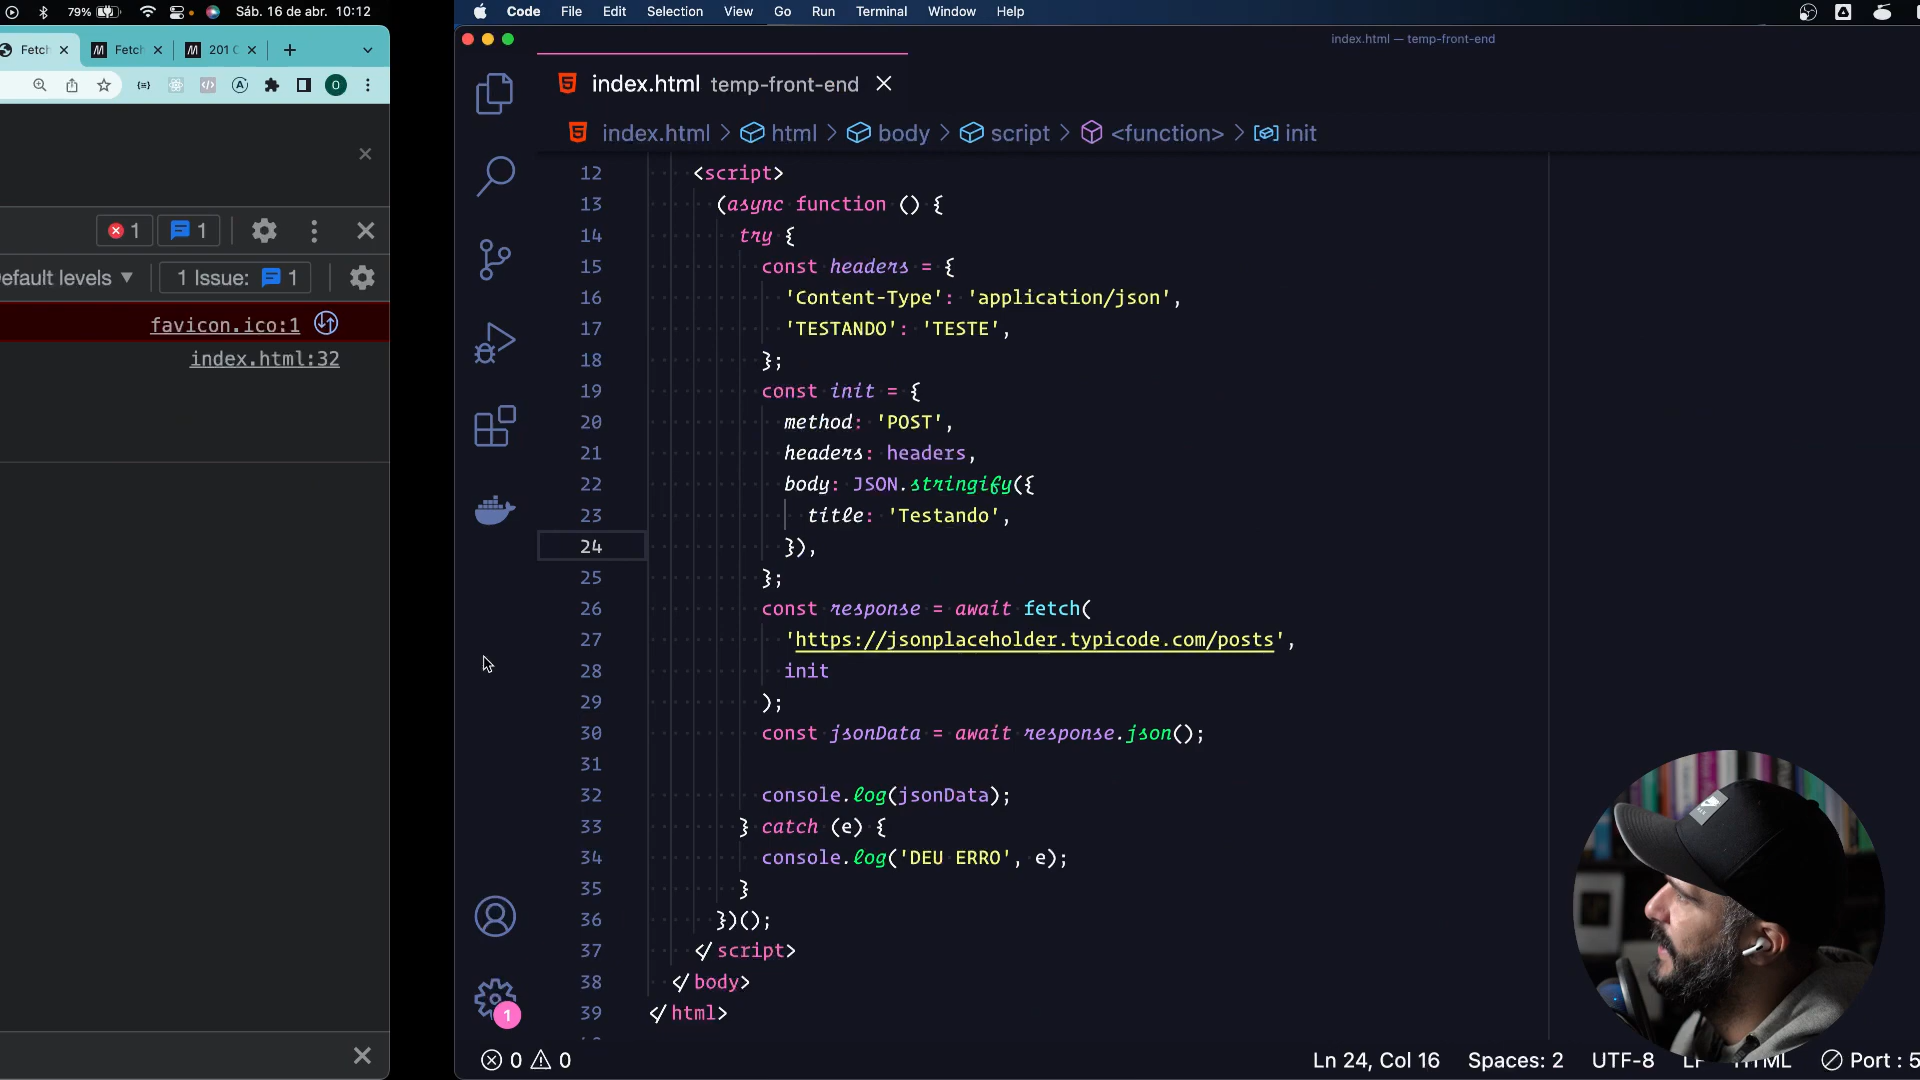 79%
Sáb. 16 de abr. 10:12
Code File Edit Selection View Go Run Terminal Window Help
Fetch
Fetch
201 C
O
index.html — temp-front-end
index.html temp-front-end
index.html > html > body > script > <function> > init
1
1
efault levels ▼
1 Issue: 1
favicon.ico:1
index.html:32
12 <script>
13 (async function () {
14 try {
15 const headers = {
16 'Content-Type': 'application/json',
17 'TESTANDO': 'TESTE',
18 };
19 const init = {
20 method: 'POST',
21 headers: headers,
22 body: JSON.stringify({
23 title: 'Testando',
24 }),
25 };
26 const response = await fetch(
27 'https://jsonplaceholder.typicode.com/posts',
28 init
29 );
30 const jsonData = await response.json();
31
32 console.log(jsonData);
33 } catch (e) {
34 console.log('DEU ERRO', e);
35 }
36 })();
37 </script>
38 </body>
39 </html>
1
0 0
Ln 24, Col 16 Spaces: 2 UTF-8 LF HTML Port : 5